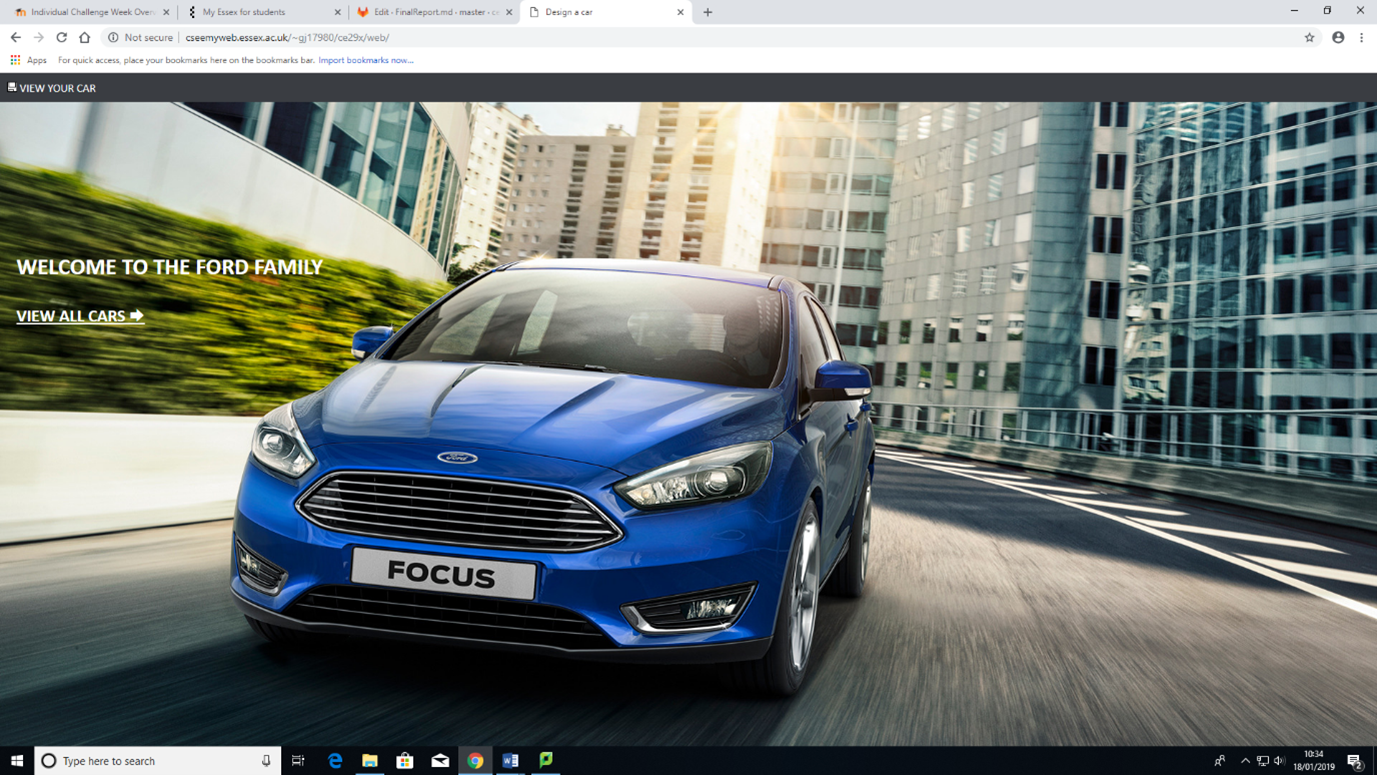 Individual Challenge Week Over
My Essex for students
Edit · FinalReport.md · master · ce
Design a car
Not secure | cseemyweb.essex.ac.uk/~gj17980/ce29x/web/
Apps For quick access, place your bookmarks here on the bookmarks bar. Import bookmarks now...
VIEW YOUR CAR
WELCOME TO THE FORD FAMILY
VIEW ALL CARS
Ford
FOCUS
Type here to search
10:34
18/01/2019
2